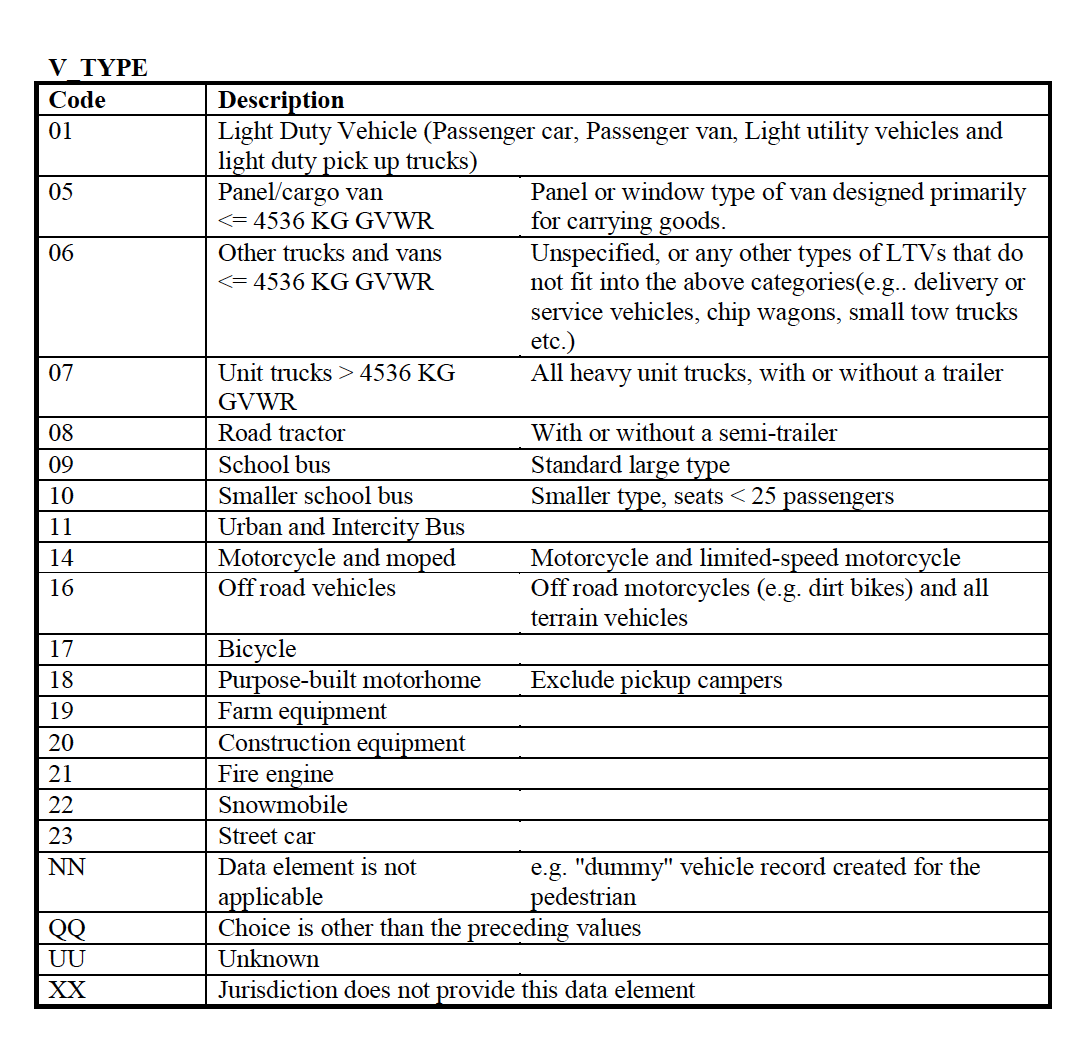 V_TYPE
Code Description
01 Light Duty Vehicle (Passenger car, Passenger van, Light utility vehicles and
light duty pick up trucks)
05 Panel/cargo van Panel or window type of van designed primarily
<= 4536 KG GVWR for carrying goods.
06 Other trucks and vans Unspecified, or any other types of LTVs that do
<= 4536 KG GVWR not fit into the above categories(e.g.. delivery or
service vehicles, chip wagons, small tow trucks
etc.)
07 Unit trucks > 4536 KG All heavy unit trucks, with or without a trailer
GVWR
08 Road tractor With or without a semi-trailer
09 School bus Standard large type
10 Smaller school bus Smaller type, seats < 25 passengers
11 Urban and Intercity Bus
14 Motorcycle and moped Motorcycle and limited-speed motorcycle
16 Off road vehicles Off road motorcycles (e.g. dirt bikes) and all
terrain vehicles
17 Bicycle
18 Purpose-built motorhome Exclude pickup campers
19 Farm equipment
20 Construction equipment
21 Fire engine
22 Snowmobile
23 Street car
NN Data element is not e.g. "dummy" vehicle record created for the
applicable pedestrian
QQ Choice is other than the preceding values
UU Unknown
XX Jurisdiction does not provide this data element